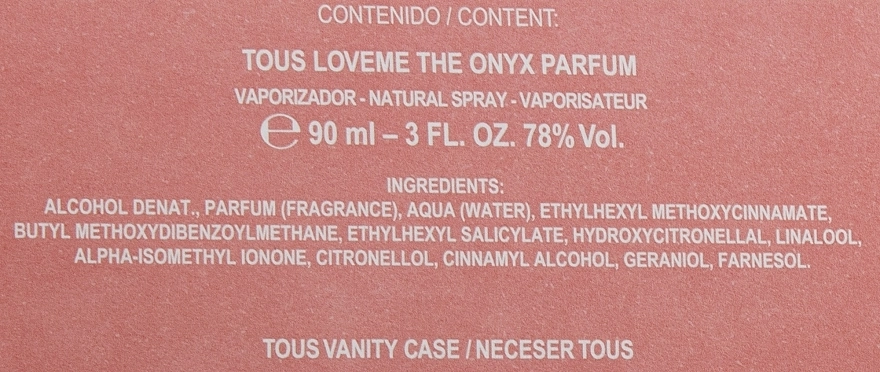 CONTENIDO / CONTENT:
TOUS LOVEME THE ONYX PARFUM
VAPORIZADOR - NATURAL SPRAY - VAPORISATEUR
℮ 90 ml – 3 FL. OZ. 78% Vol.
INGREDIENTS:
ALCOHOL DENAT., PARFUM (FRAGRANCE), AQUA (WATER), ETHYLHEXYL METHOXYCINNAMATE,
BUTYL METHOXYDIBENZOYLMETHANE, ETHYLHEXYL SALICYLATE, HYDROXYCITRONELLAL, LINALOOL,
ALPHA-ISOMETHYL IONONE, CITRONELLOL, CINNAMYL ALCOHOL, GERANIOL, FARNESOL.
TOUS VANITY CASE / NECESER TOUS